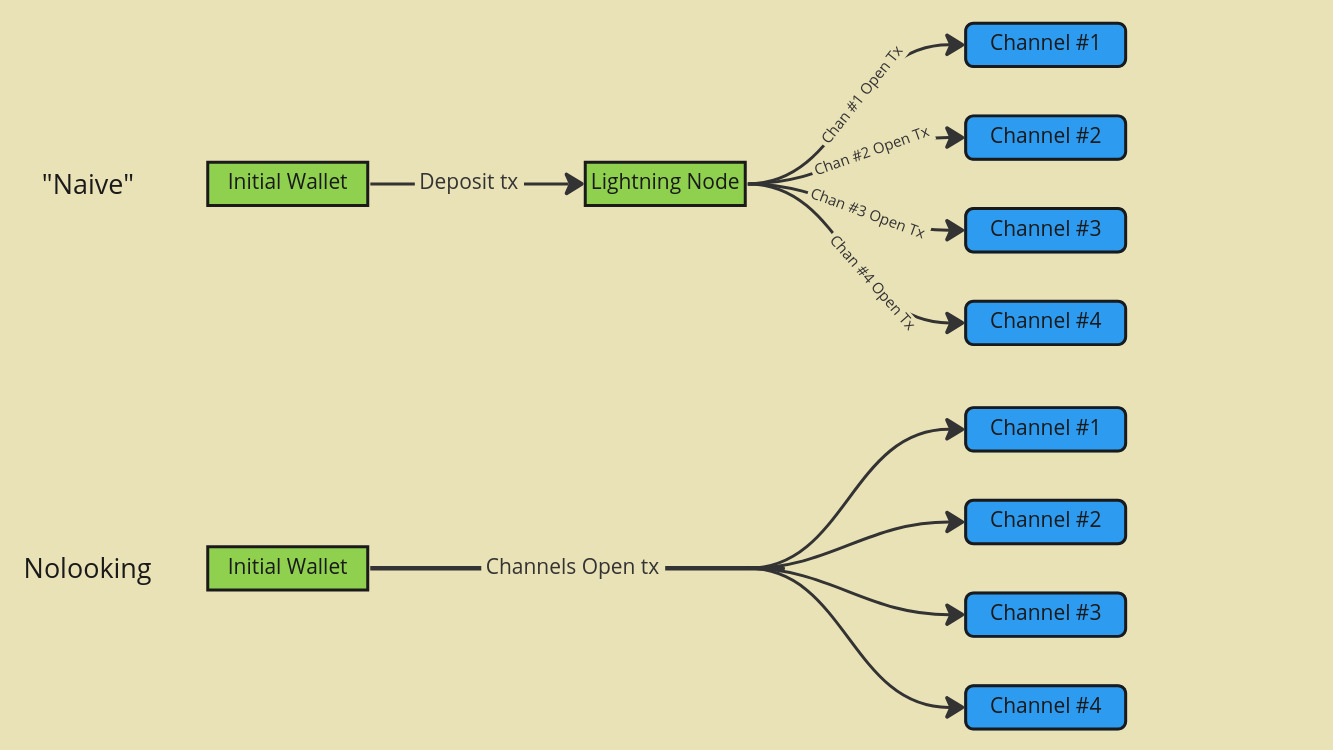 "Naive"
Initial Wallet
Deposit tx
Lightning Node
Chan #1 Open Tx
Channel #1
Chan #2 Open Tx
Channel #2
Chan #3 Open Tx
Channel #3
Chan #4 Open Tx
Channel #4
Nolooking
Initial Wallet
Channels Open tx
Channel #1
Channel #2
Channel #3
Channel #4